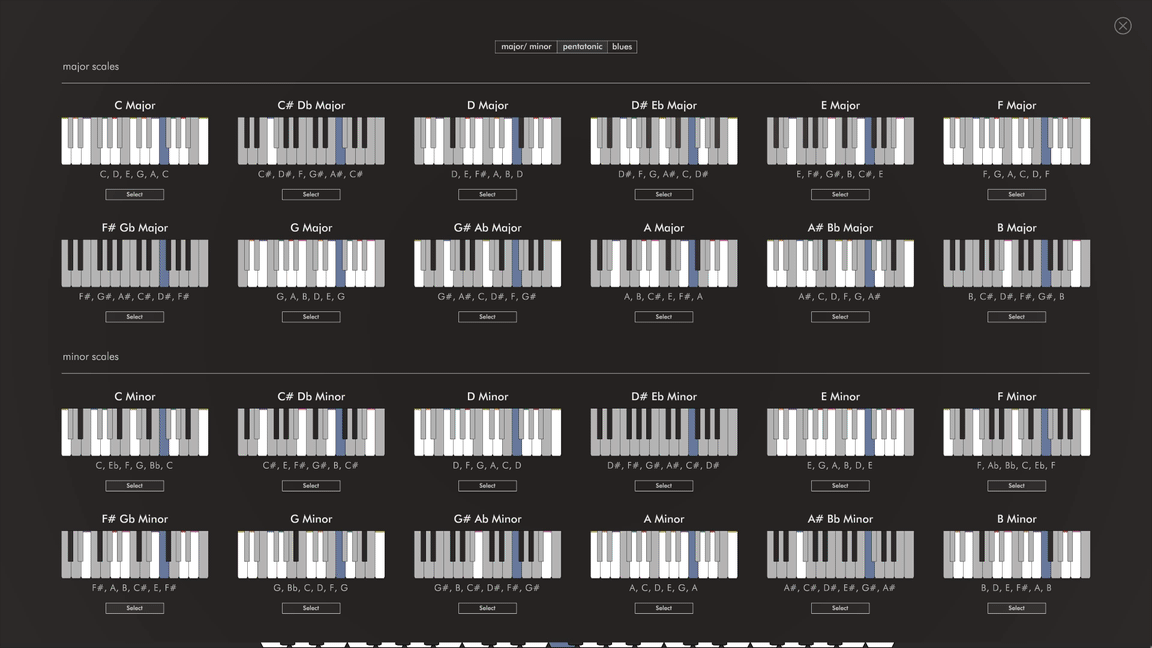 major/ minor pentatonic blues
major scales
C Major C# Db Major D Major D# Eb Major E Major F Major
C, D, E, G, A, C C#, D#, F, G#, A#, C# D, E, F#, A, B, D D#, F, G, A#, C, D# E, F#, G#, B, C#, E F, G, A, C, D, F
Select Select Select Select Select Select
F# Gb Major G Major G# Ab Major A Major A# Bb Major B Major
F#, G#, A#, C#, D#, F# G, A, B, D, E, G G#, A#, C, D#, F, G# A, B, C#, E, F#, A A#, C, D, F, G, A# B, C#, D#, F#, G#, B
Select Select Select Select Select Select
minor scales
C Minor C# Db Minor D Minor D# Eb Minor E Minor F Minor
C, Eb, F, G, Bb, C C#, E, F#, G#, B, C# D, F, G, A, C, D D#, F#, G#, A#, C#, D# E, G, A, B, D, E F, Ab, Bb, C, Eb, F
Select Select Select Select Select Select
F# Gb Minor G Minor G# Ab Minor A Minor A# Bb Minor B Minor
F#, A, B, C#, E, F# G, Bb, C, D, F, G G#, B, C#, D#, F#, G# A, C, D, E, G, A A#, C#, D#, E#, G#, A# B, D, E, F#, A, B
Select Select Select Select Select Select